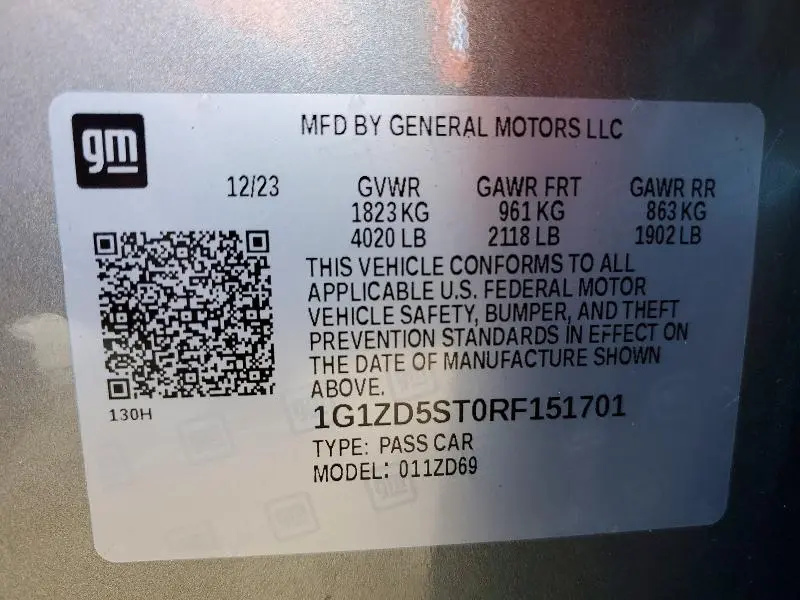 gm
MFD BY GENERAL MOTORS LLC
12/23 GVWR GAWR FRT GAWR RR
1823 KG 961 KG 863 KG
4020 LB 2118 LB 1902 LB
THIS VEHICLE CONFORMS TO ALL
APPLICABLE U.S. FEDERAL MOTOR
VEHICLE SAFETY, BUMPER, AND THEFT
PREVENTION STANDARDS IN EFFECT ON
THE DATE OF MANUFACTURE SHOWN
ABOVE.
130H
1G1ZD5ST0RF151701
TYPE: PASS CAR
MODEL: 011ZD69